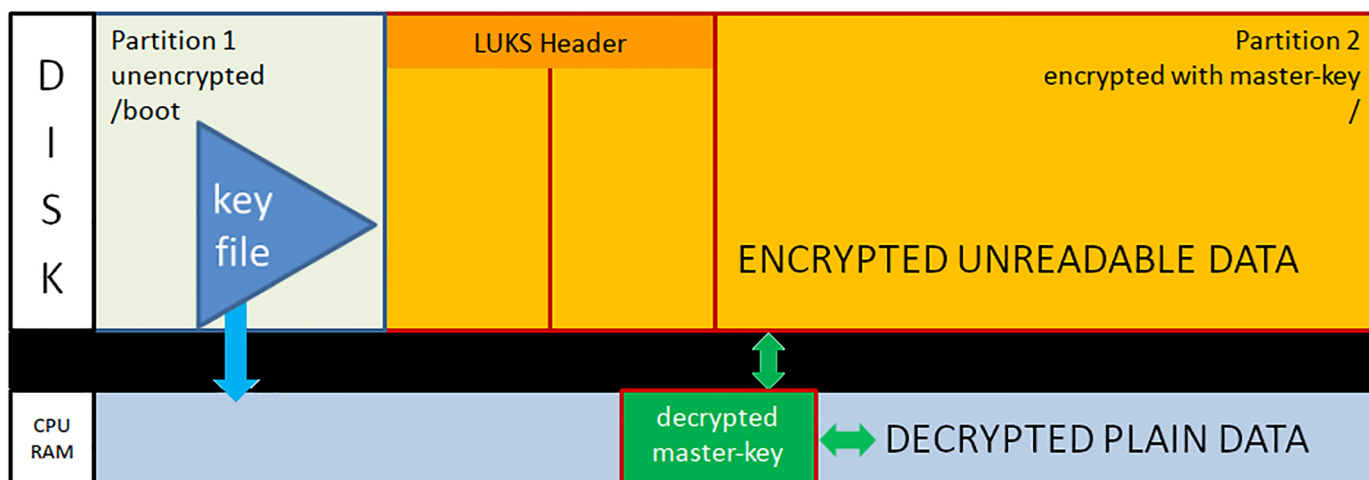 D
I
S
K
Partition 1
unencrypted
/boot
key
file
LUKS Header
Partition 2
encrypted with master-key
/
ENCRYPTED UNREADABLE DATA
CPU
RAM
decrypted
master-key
DECRYPTED PLAIN DATA